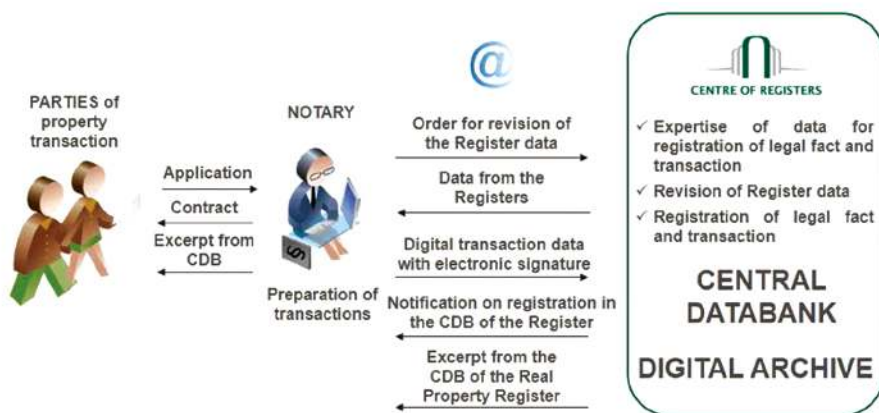 PARTIES of
property
transaction
Application
Contract
Excerpt from
CDB
NOTARY
§
Preparation of
transactions
@
Order for revision of
the Register data
Data from the
Registers
Digital transaction data
with electronic signature
Notification on registration in
the CDB of the Register
Excerpt from the
CDB of the Real
Property Register
CENTRE OF REGISTERS
✓ Expertise of data for
registration of legal fact and
transaction
✓ Revision of Register data
✓ Registration of legal fact
and transaction
CENTRAL
DATABANK
DIGITAL ARCHIVE